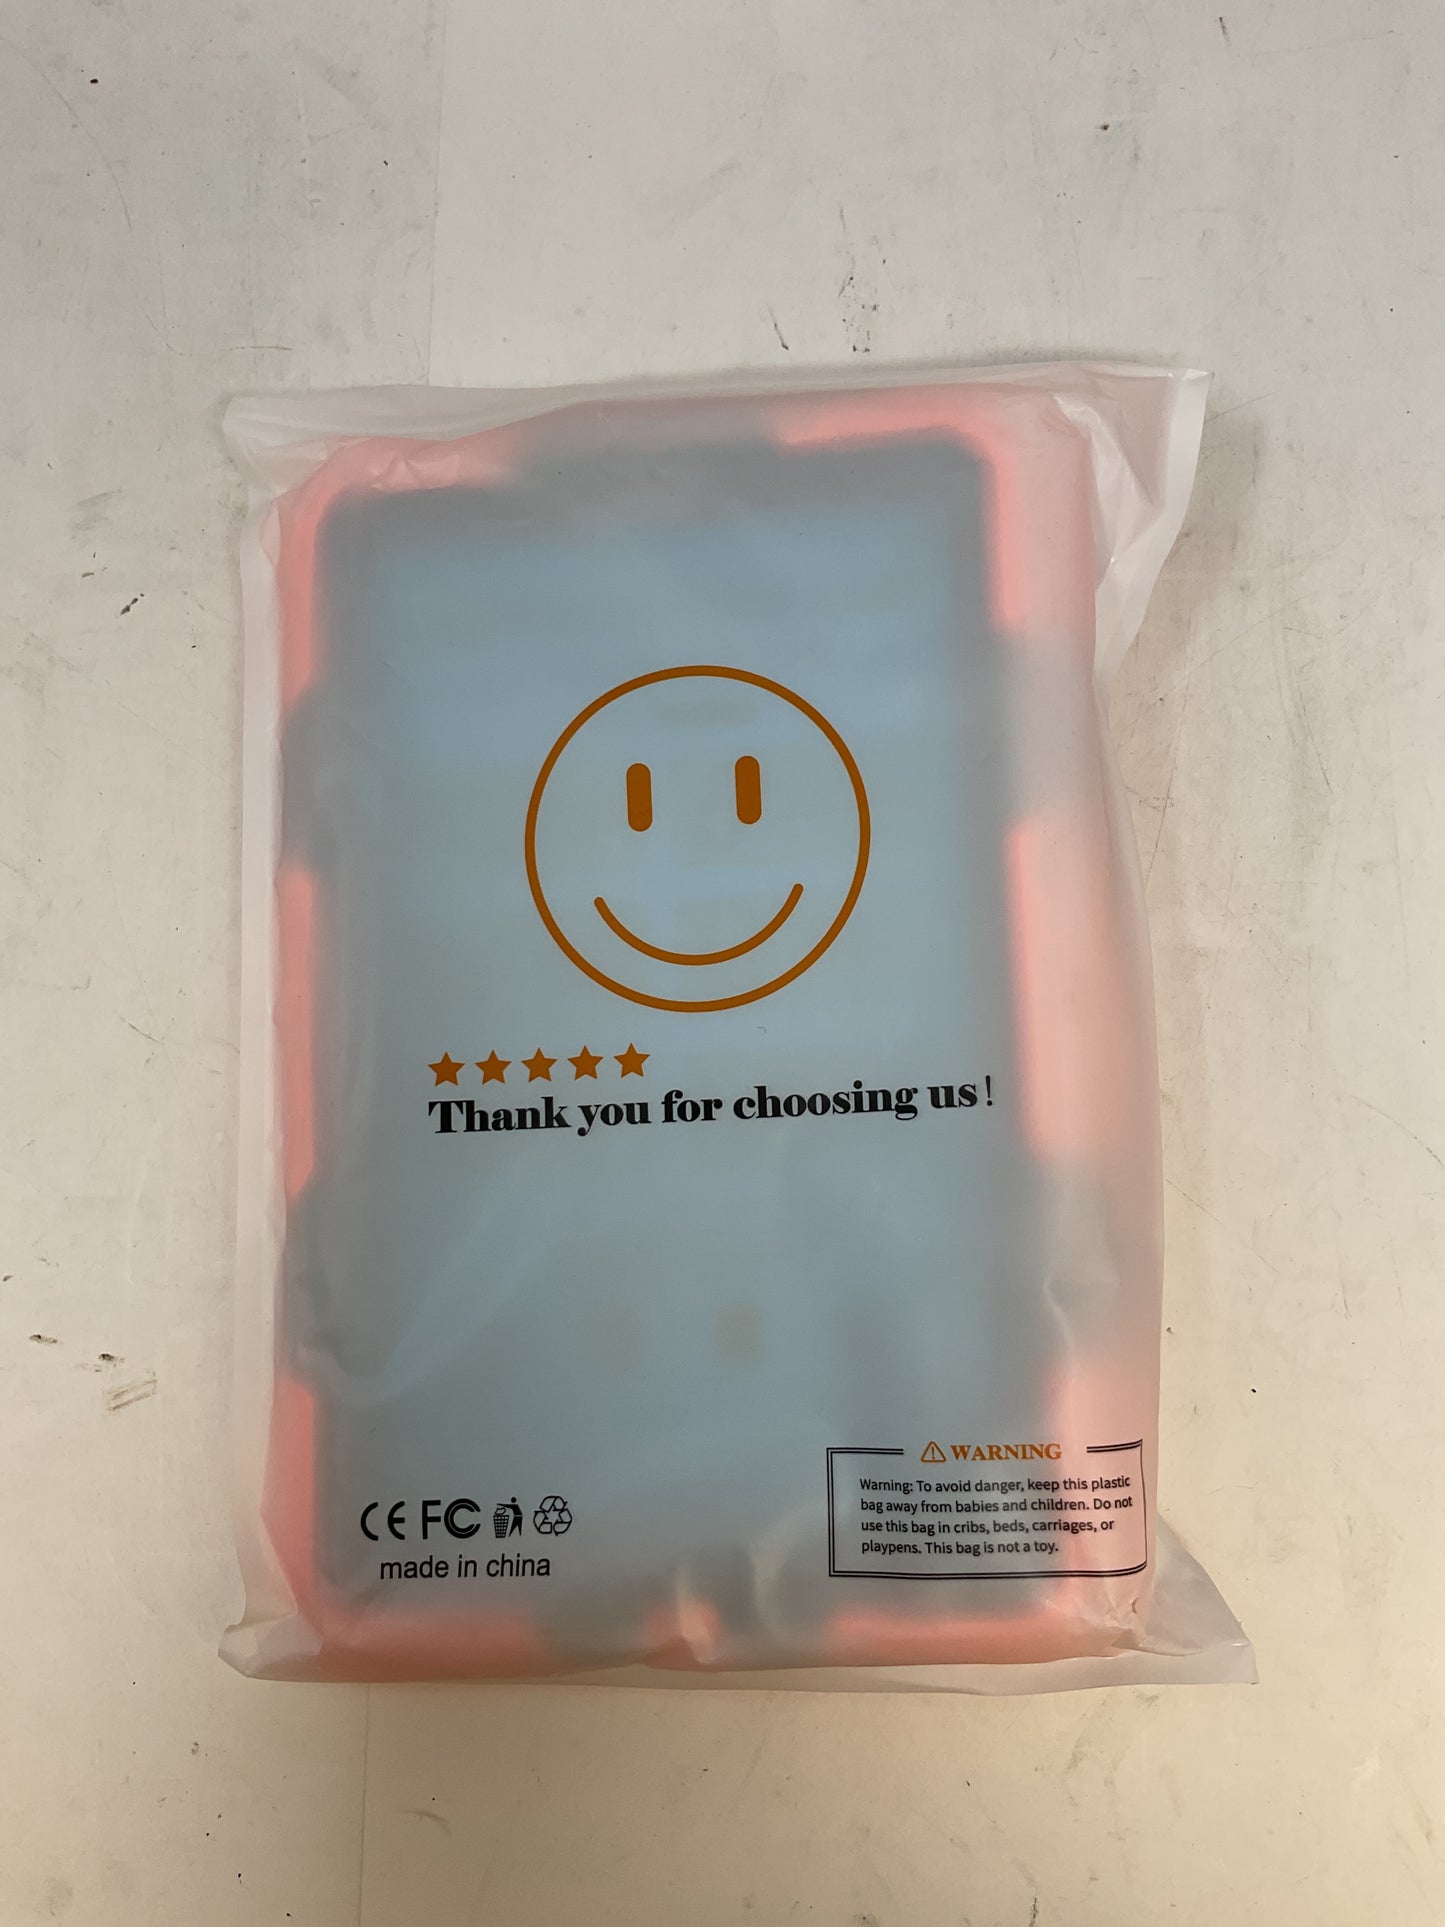 Thank you for choosing us!
CE FC
made in china
WARNING
Warning: To avoid danger, keep this plastic
bag away from babies and children. Do not
use this bag in cribs, beds, carriages, or
playpens. This bag is not a toy.